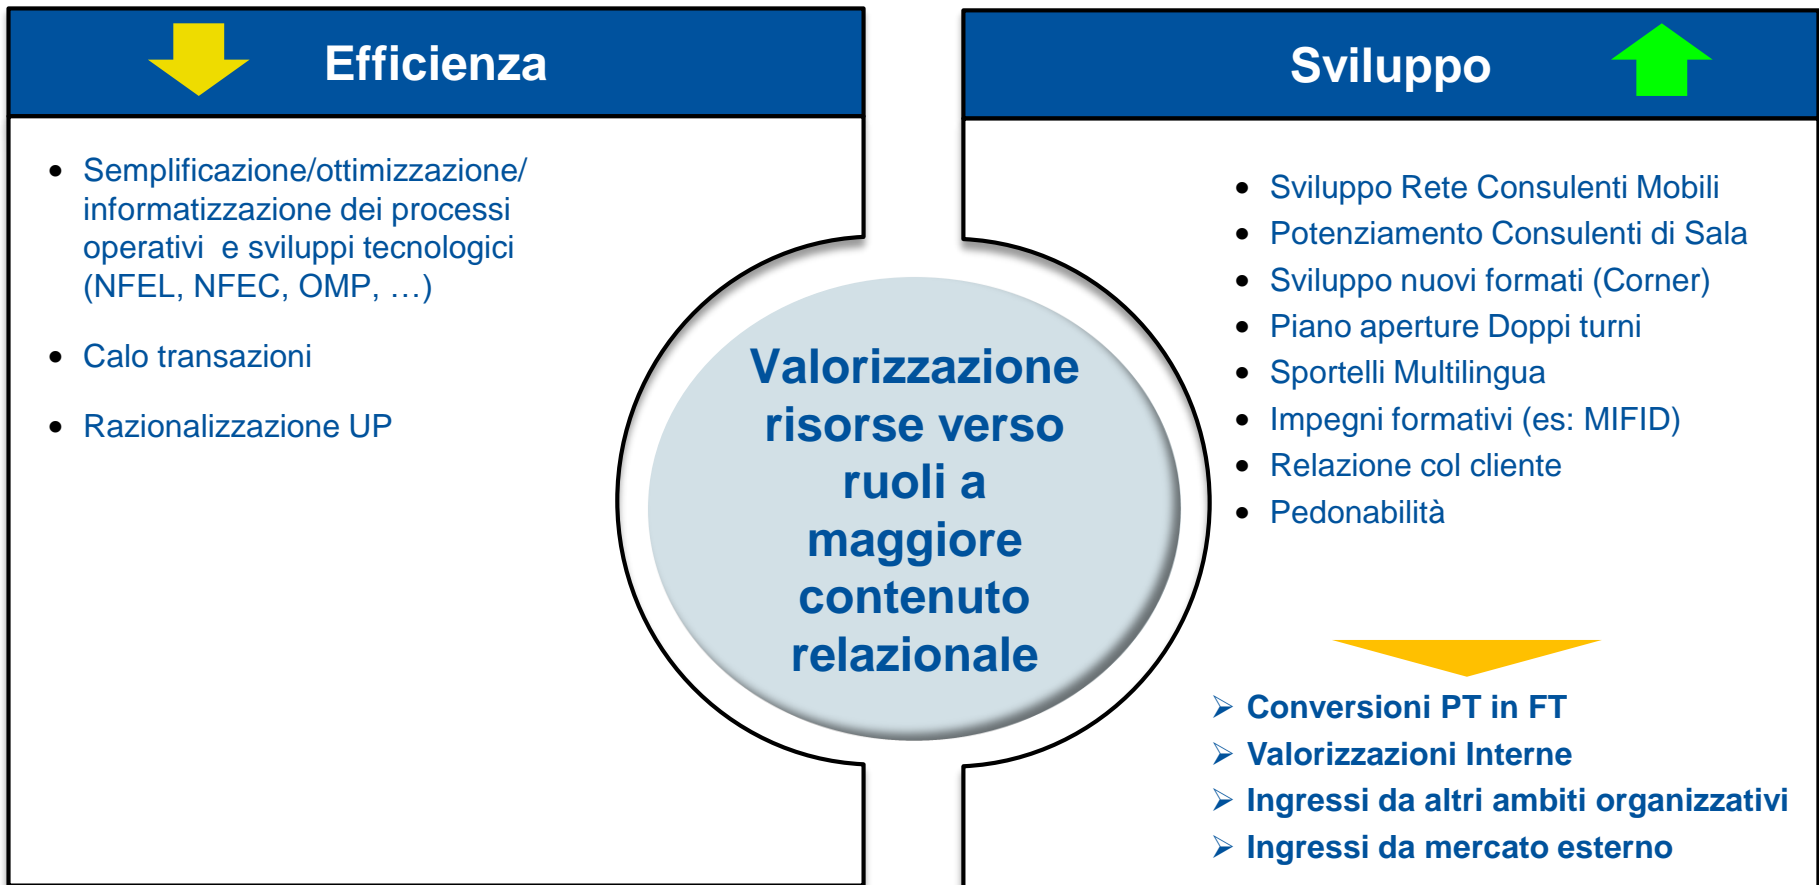 Efficienza
• Semplificazione/ottimizzazione/
informatizzazione dei processi
operativi e sviluppi tecnologici
(NFEL, NFEC, OMP, …)
• Calo transazioni
• Razionalizzazione UP
Valorizzazione
risorse verso
ruoli a
maggiore
contenuto
relazionale
Sviluppo
• Sviluppo Rete Consulenti Mobili
• Potenziamento Consulenti di Sala
• Sviluppo nuovi formati (Corner)
• Piano aperture Doppi turni
• Sportelli Multilingua
• Impegni formativi (es: MIFID)
• Relazione col cliente
• Pedonabilità
➢ Conversioni PT in FT
➢ Valorizzazioni Interne
➢ Ingressi da altri ambiti organizzativi
➢ Ingressi da mercato esterno